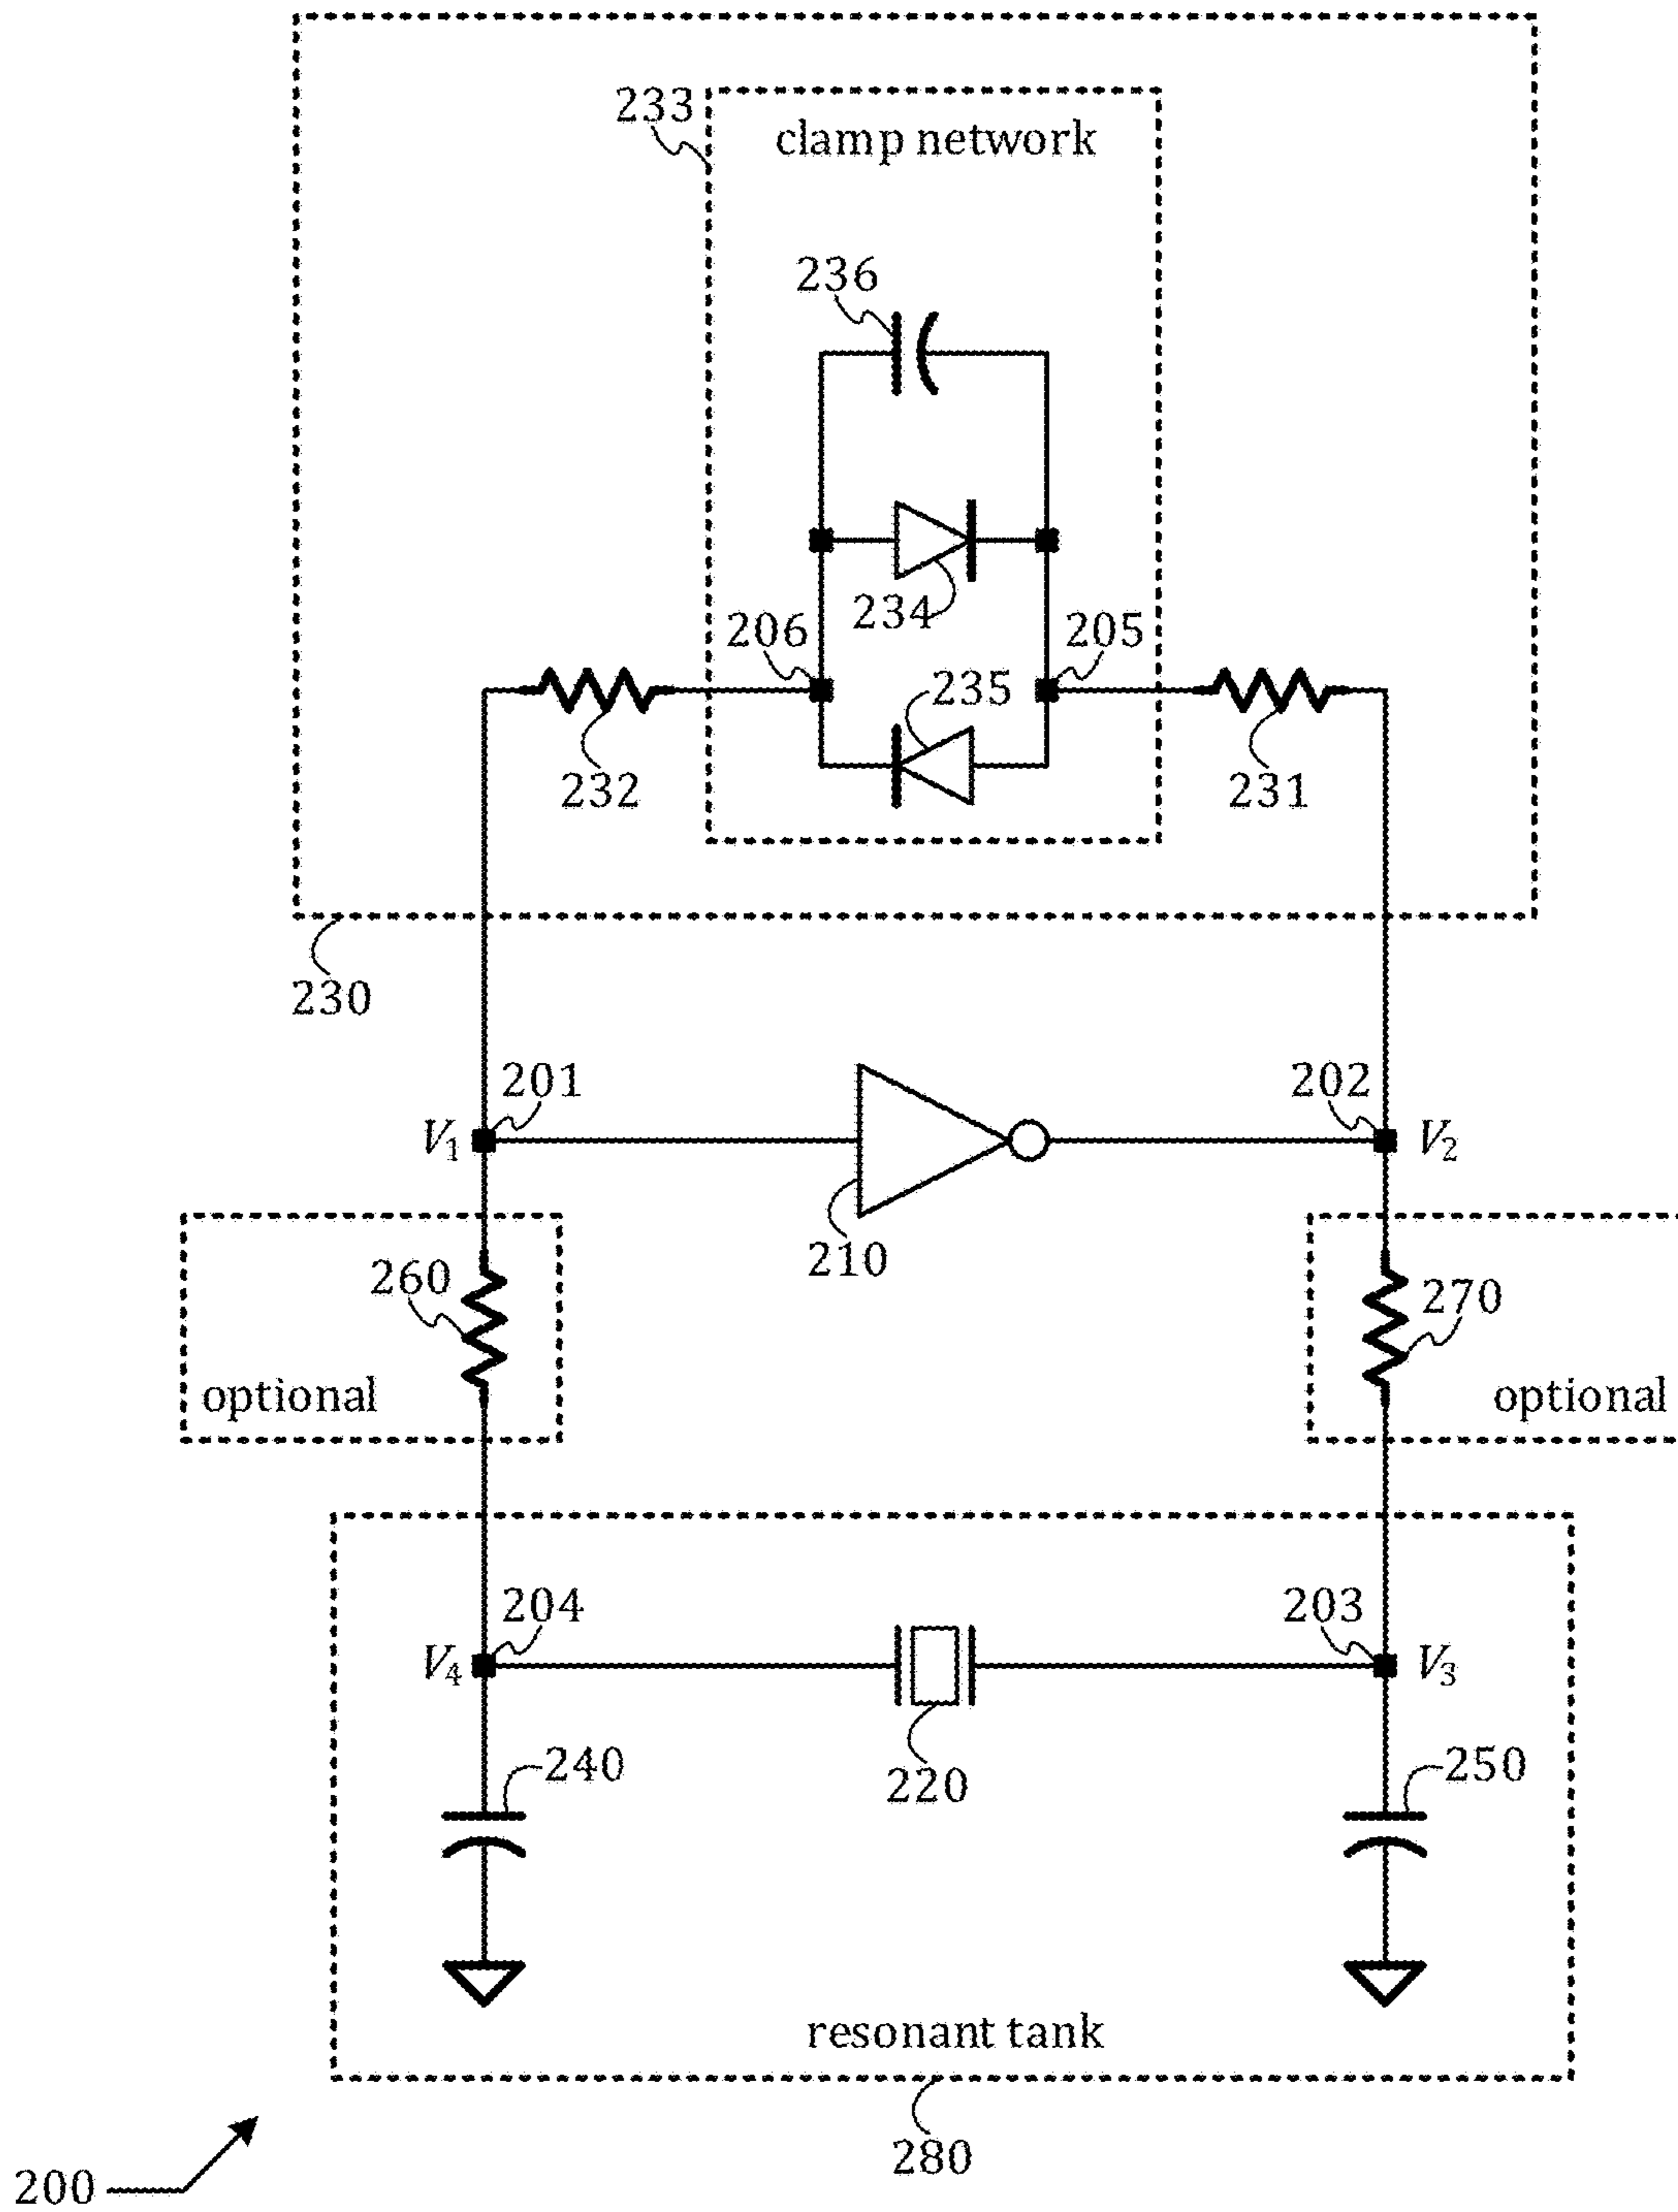 233
clamp network
236
234
206
205
235
232
231
230
201
202
V1
V2
210
260
270
optional
optional
204
203
V4
V3
240
220
250
resonant tank
280
200